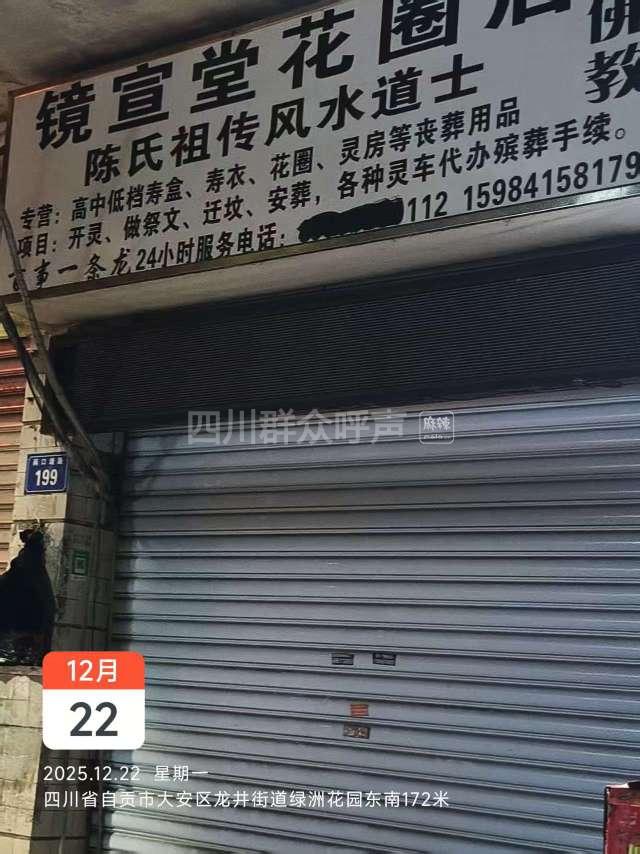 镜宣堂花圈店
佛教
陈氏祖传风水道士
专营：高中低档寿盒、寿衣、花圈、灵房等丧葬用品
项目：开灵、做祭文、迁坟、安葬，各种灵车代办殡葬手续。
事一条龙24小时服务电话：112 15984158179
四川群众呼声
麻辣
199
12月
22
2025.12.22 星期一
四川省自贡市大安区龙井街道绿洲花园东南172米